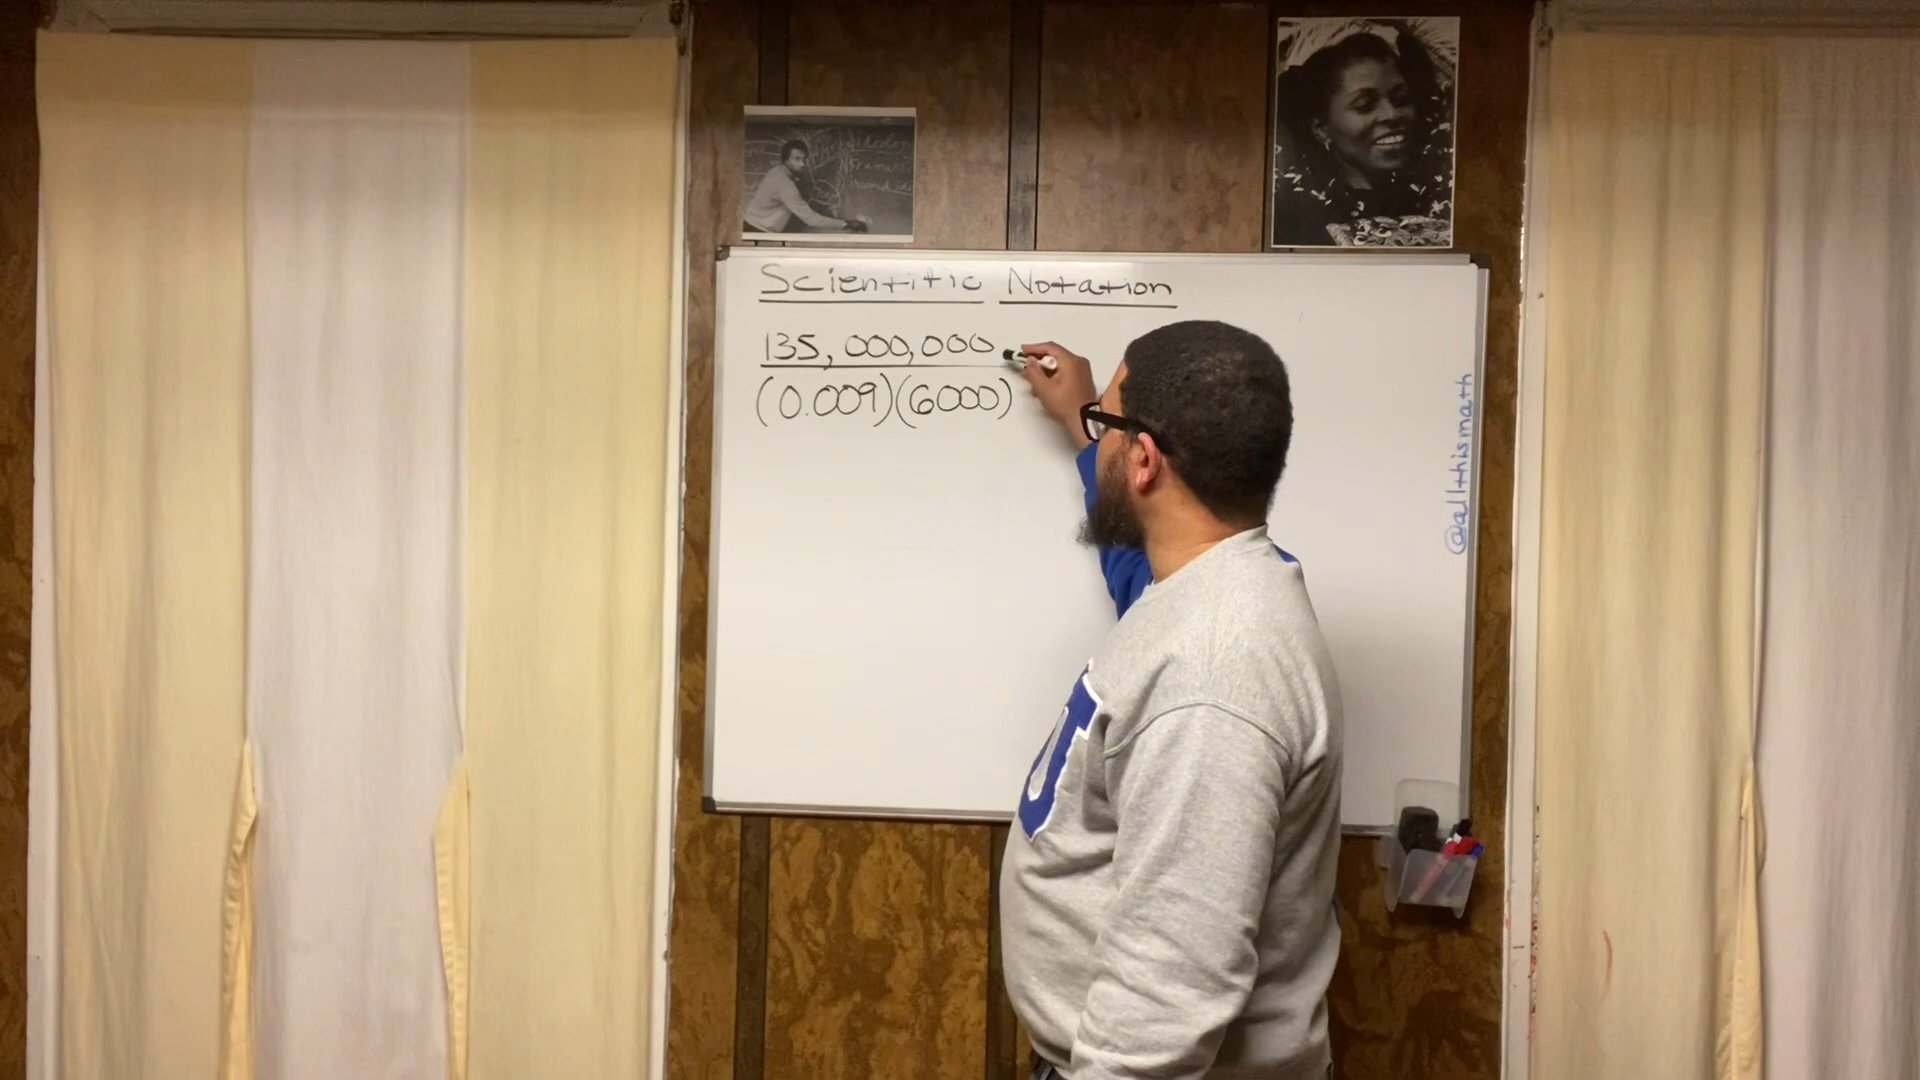 Scientific Notation
135,000,000
(0.009)(6000)
@allthismath